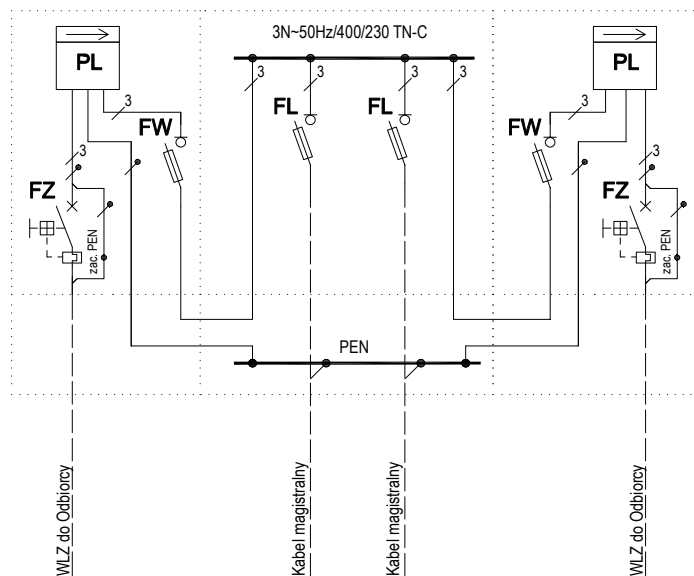 3N~50Hz/400/230 TN-C
PL
PL
3
3
3
3
3
3
FW
FL
FL
FW
3
3
FZ
FZ
zac. PEN
zac. PEN
PEN
WLZ do Odbiorcy
Kabel magistralny
Kabel magistralny
WLZ do Odbiorcy